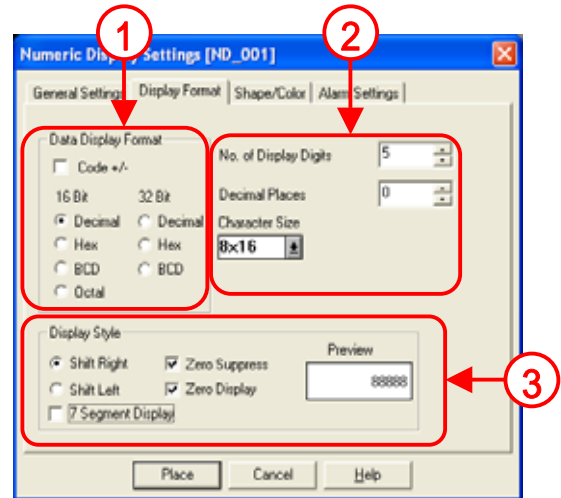 1
2
Numeric Display Settings [ND_001]
General Settings Display Format Shape/Color Alarm Settings
Data Display Format
Code +/-
16 Bit 32 Bit
Decimal Decimal
Hex Hex
BCD BCD
Octal
No. of Display Digits 5
Decimal Places 0
Character Size
8×16
Display Style
Shift Right Zero Suppress
Shift Left Zero Display
7 Segment Display
Preview
88888
3
Place Cancel Help